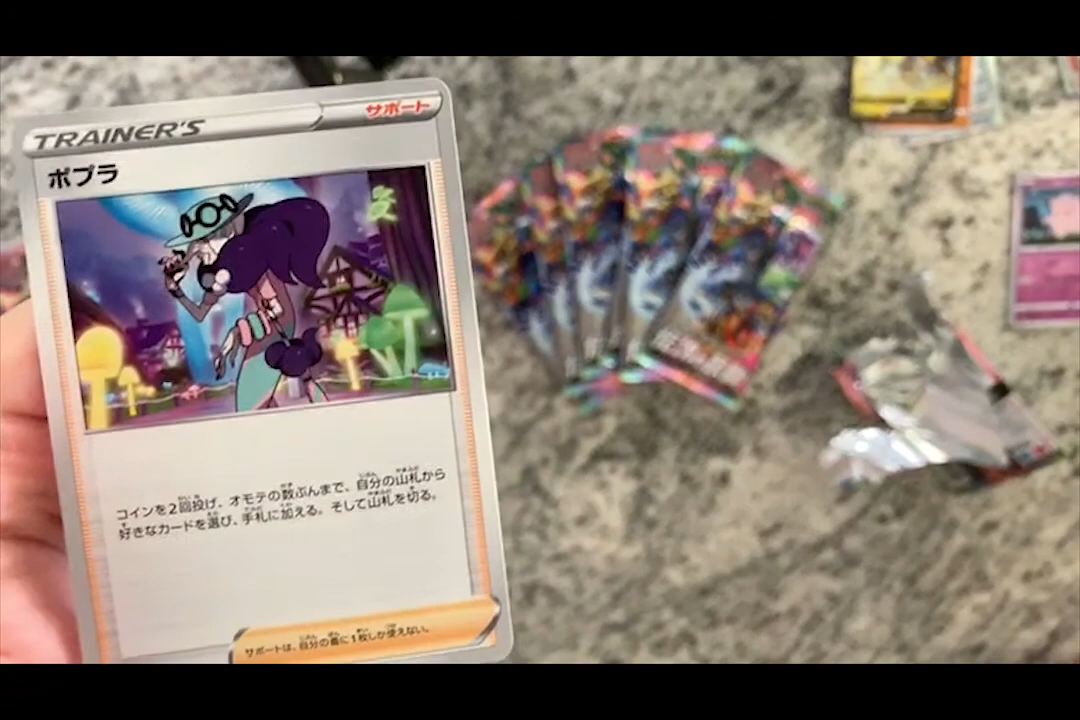 TRAINER'S
サポート
ポプラ
コインを2回投げ、オモテの数ぶんまで、自分の山札から
好きなカードを選び、手札に加える。そして山札を切る。
サポートは、自分の番に1枚しか使えない。